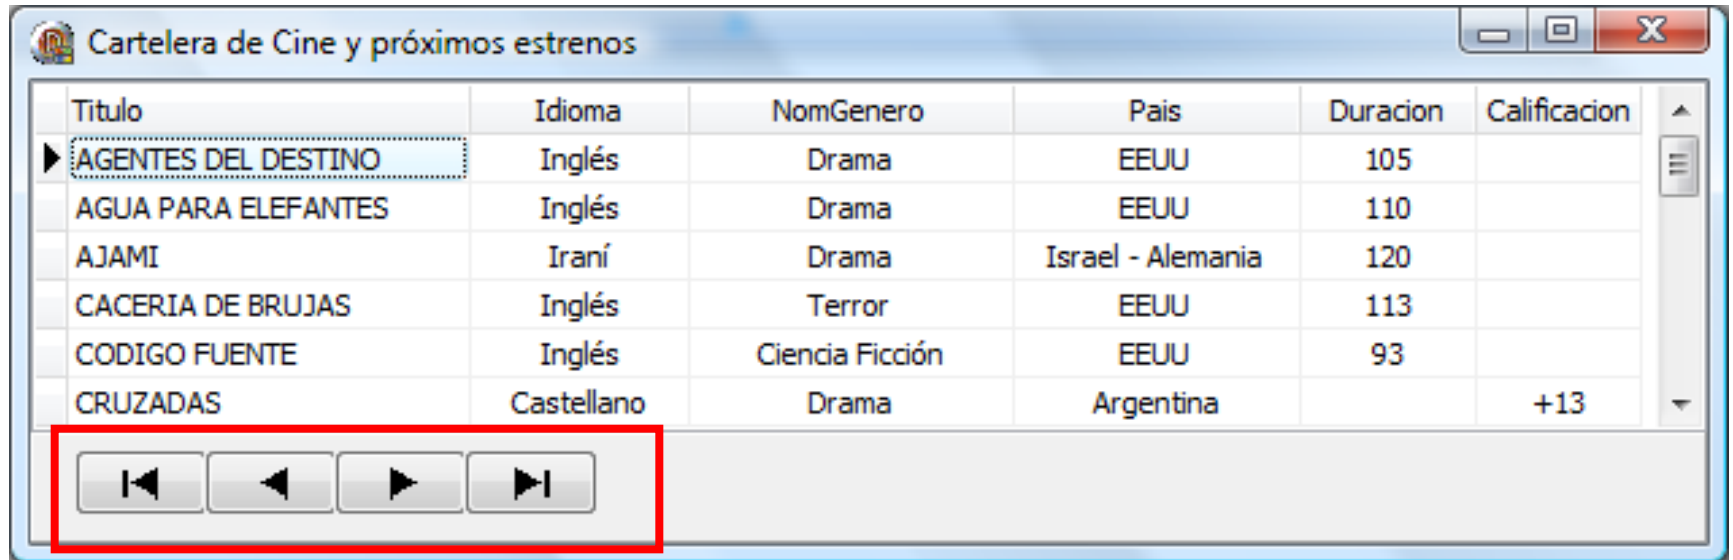 Cartelera de Cine y próximos estrenos
Titulo Idioma NomGenero Pais Duracion Calificacion
AGENTES DEL DESTINO Inglés Drama EEUU 105
AGUA PARA ELEFANTES Inglés Drama EEUU 110
AJAMI Iraní Drama Israel - Alemania 120
CACERIA DE BRUJAS Inglés Terror EEUU 113
CODIGO FUENTE Inglés Ciencia Ficción EEUU 93
CRUZADAS Castellano Drama Argentina +13